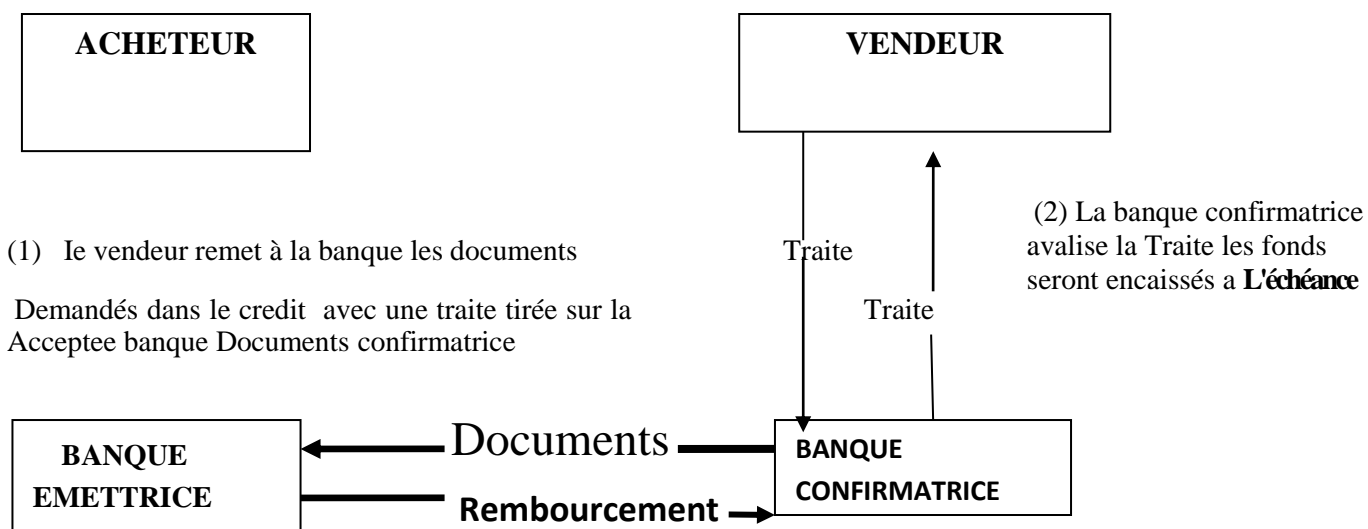 ACHETEUR
VENDEUR
(2) La banque confirmatrice
avalise la Traite les fonds
seront encaissés a L'échéance
(1) Ie vendeur remet à la banque les documents
Traite
Demandés dans le credit avec une traite tirée sur la
Traite
Acceptee banque Documents confirmatrice
BANQUE
EMETTRICE
Documents
Rembourcement
BANQUE
CONFIRMATRICE